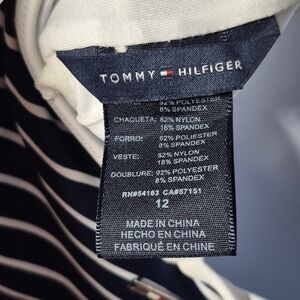 TOMMY HILFIGER
92% POLYESTER
8% SPANDEX
CHAQUETA: 82% NYLON
18% SPANDEX
FORRO: 92% POLIESTER
8% SPANDEX
VESTE: 82% NYLON
18% SPANDEX
DOUBLURE: 92% POLYESTER
8% SPANDEX
RN#54163 CA#57151
12
MADE IN CHINA
HECHO EN CHINA
FABRIQUÉ EN CHINE